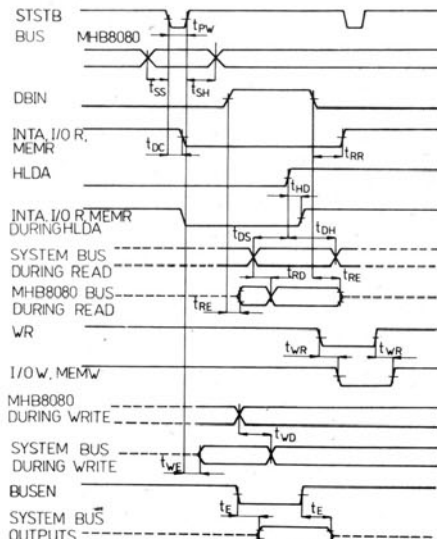 STSTB
tPW
BUS MHB8080
tSS
tSH
DBIN
INTA, I/O R,
MEMR
tDC
tRR
HLDA
tHD
INTA, I/O R, MEMR
DURING HLDA
tDS
tDH
SYSTEM BUS
DURING READ
tRD
tRE
MHB8080 BUS
DURING READ
tRE
WR
tWR
tWR
I/O W, MEMW
MHB8080
DURING WRITE
tWD
SYSTEM BUS
DURING WRITE
tWE
BUSEN
tE
tE
SYSTEM BUS
OUTPUTS